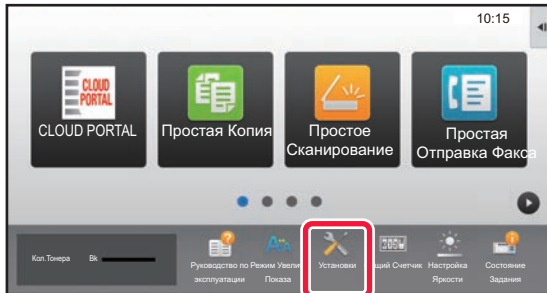 10:15
CLOUD
PORTAL
CLOUD PORTAL
Простая Копия
Простое
Сканирование
Простая
Отправка Факса
Кол.Тонера Bk
Руководство по
эксплуатации
Режим Увели
Показа
Установки
щий Счетчик
Настройка
Яркости
Состояние
Задания